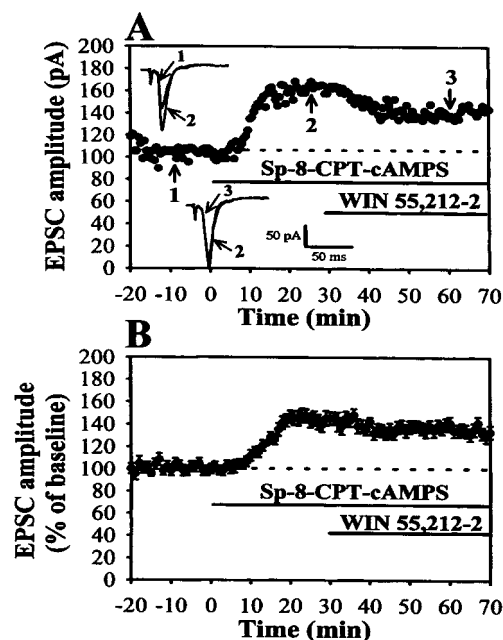 A
EPSC amplitude (pA)
200
180
160
140
120
100
80
60
40
20
0
1
2
1
2
3
Sp-8-CPT-cAMPS
WIN 55,212-2
3
2
50 pA
50 ms
-20 -10 0 10 20 30 40 50 60 70
Time (min)
B
EPSC amplitude
(% of baseline)
200
180
160
140
120
100
80
60
40
20
0
Sp-8-CPT-cAMPS
WIN 55,212-2
-20 -10 0 10 20 30 40 50 60 70
Time (min)